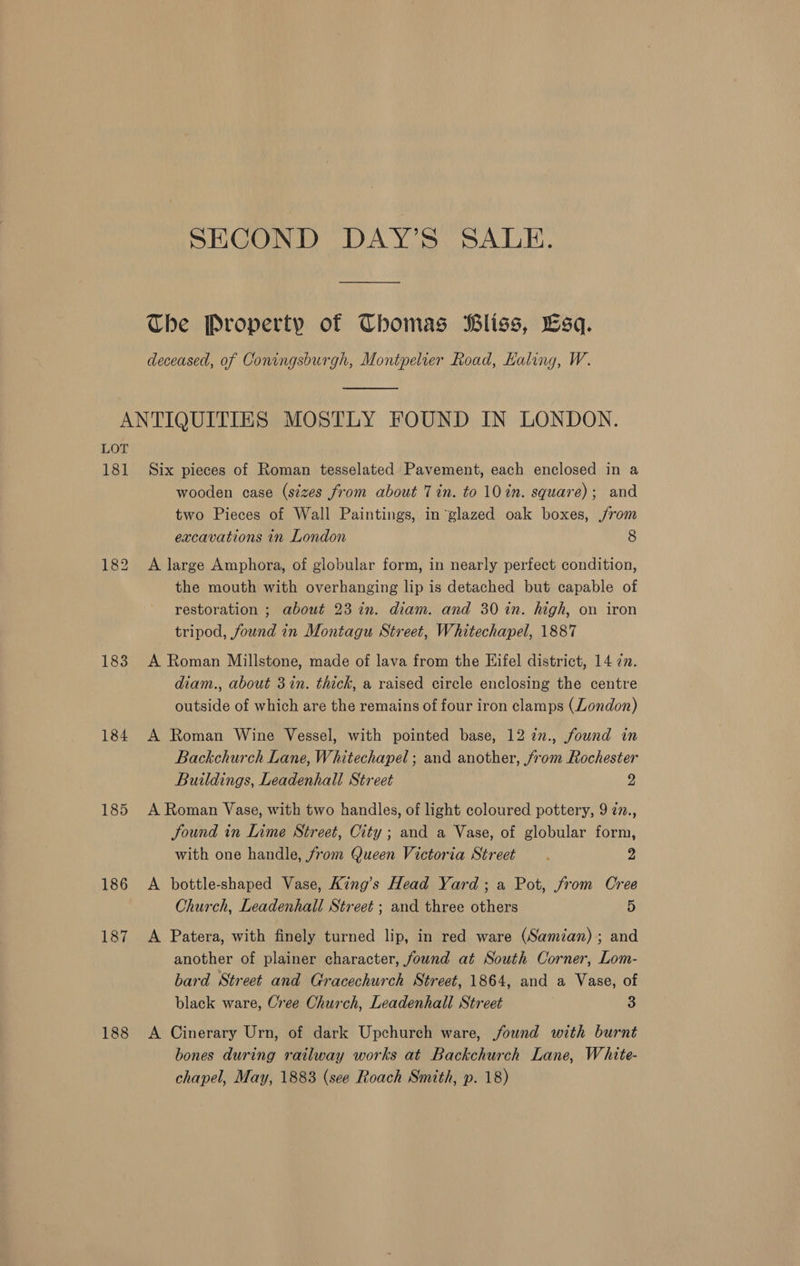 SECOND DAY'S SALE.
The Property of Thomas Bliss, Esq.
deceased, of Coningsburgh, Montpelier Road, Ealing, W.
ANTIQUITIES MOSTLY FOUND IN LONDON.
LOT
181 Six pieces of Roman tesselated Pavement, each enclosed in a
wooden case (sizes from about 7 in. to 10 in. square); and
two Pieces of Wall Paintings, in glazed oak boxes, from
excavations in London 8
182 A large Amphora, of globular form, in nearly perfect condition,
the mouth with overhanging lip is detached but capable of
restoration ; about 23 in. diam. and 30 in. high, on iron
tripod, found in Montagu Street, Whitechapel, 1887
183 A Roman Millstone, made of lava from the Eifel district, 14 in.
diam., about 3 in. thick, a raised circle enclosing the centre
outside of which are the remains of four iron clamps (London)
184 A Roman Wine Vessel, with pointed base, 12 in., found in
Backchurch Lane, Whitechapel ; and another, from Rochester
Buildings, Leadenhall Street 2
185 A Roman Vase, with two handles, of light coloured pottery, 9 in.,
found in Lime Street, City ; and a Vase, of globular form,
with one handle, from Queen Victoria Street 2
186 A bottle-shaped Vase, King's Head Yard ; a Pot, from Cree
Church, Leadenhall Street ; and three others 5
187 A Patera, with finely turned lip, in red ware (Samian) ; and
another of plainer character, found at South Corner, Lom-
bard Street and Gracechurch Street, 1864, and a Vase, of
black ware, Cree Church, Leadenhall Street 3
188 A Cinerary Urn, of dark Upchurch ware, found with burnt
bones during railway works at Backchurch Lane, White-
chapel, May, 1883 (see Roach Smith, p. 18)